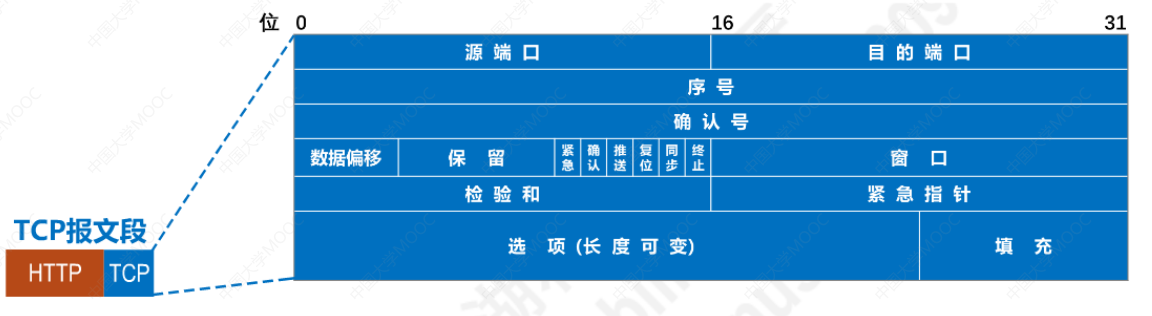 位 0 16 31
源 端 口 目 的 端 口
序 号
确 认 号
数据偏移 保 留 紧急 确认 推送 复位 同步 终止 窗 口
检 验 和 紧 急 指 针
TCP报文段
选 项 (长 度 可 变) 填 充
HTTP TCP